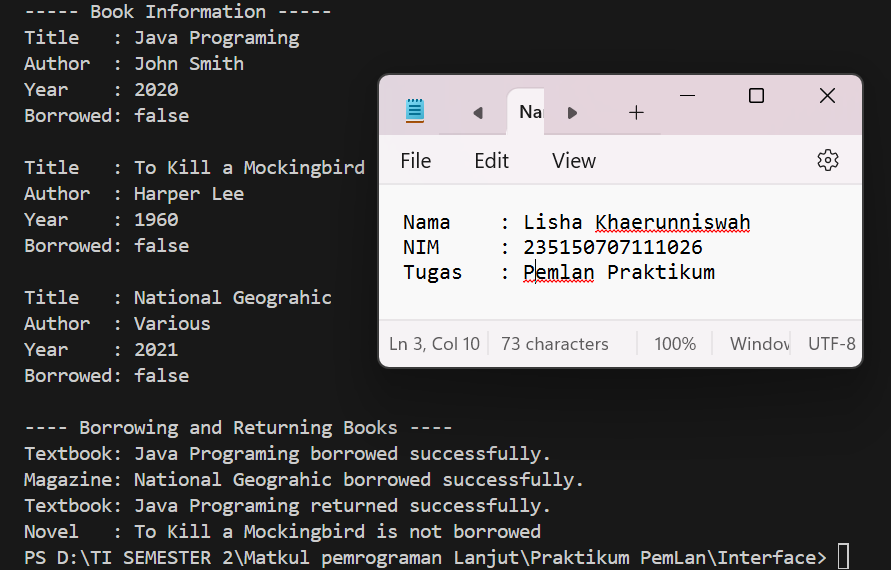 ----- Book Information -----
Title   : Java Programing
Author  : John Smith
Year    : 2020
Borrowed: false
Title   : To Kill a Mockingbird
Author  : Harper Lee
Year    : 1960
Borrowed: false
Title   : National Geograhic
Author  : Various
Year    : 2021
Borrowed: false
---- Borrowing and Returning Books ----
Textbook: Java Programing borrowed successfully.
Magazine: National Geograhic borrowed successfully.
Textbook: Java Programing returned successfully.
Novel   : To Kill a Mockingbird is not borrowed
PS D:\TI SEMESTER 2\Matkul pemrograman Lanjut\Praktikum PemLan\Interface>
File Edit View
Nama    : Lisha Khaerunniswah
NIM     : 235150707111026
Tugas   : Pemlan Praktikum
Ln 3, Col 10 73 characters 100% UTF-8